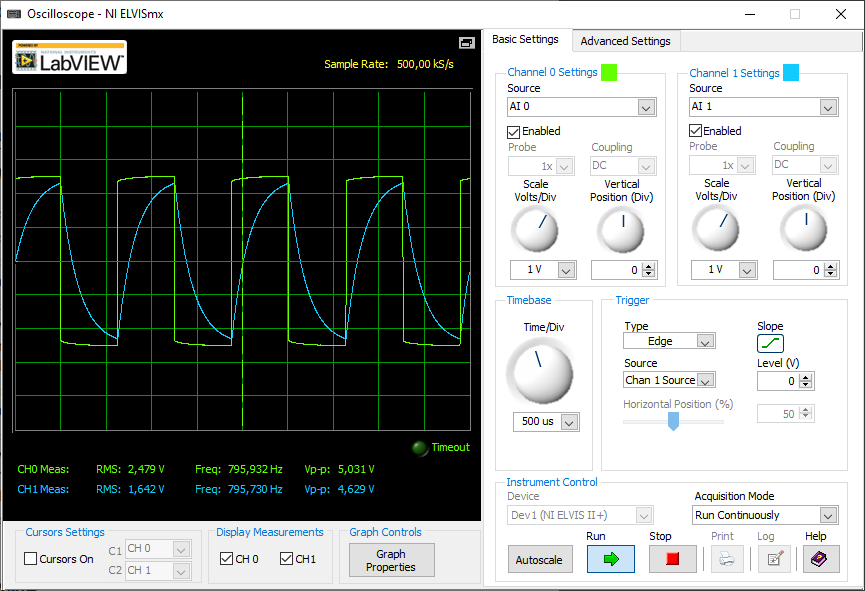 Oscilloscope - NI ELVISmx
POWERED BY
NATIONAL INSTRUMENTS
LabVIEW™
Sample Rate: 500,00 kS/s
Timeout
CH0 Meas: RMS: 2,479 V Freq: 795,932 Hz Vp-p: 5,031 V
CH1 Meas: RMS: 1,642 V Freq: 795,730 Hz Vp-p: 4,629 V
Cursors Settings
Cursors On
C1 CH 0
C2 CH 1
Display Measurements
CH 0 CH1
Graph Controls
Graph
Properties
Basic Settings Advanced Settings
Channel 0 Settings
Source
AI 0
Enabled
Probe Coupling
1x DC
Scale Vertical
Volts/Div Position (Div)
1 V 0
Channel 1 Settings
Source
AI 1
Enabled
Probe Coupling
1x DC
Scale Vertical
Volts/Div Position (Div)
1 V 0
Timebase
Time/Div
500 us
Trigger
Type Slope
Edge
Source Level (V)
Chan 1 Source 0
Horizontal Position (%)
50
Instrument Control
Device Acquisition Mode
Dev1 (NI ELVIS II+) Run Continuously
Run Stop Print Log Help
Autoscale